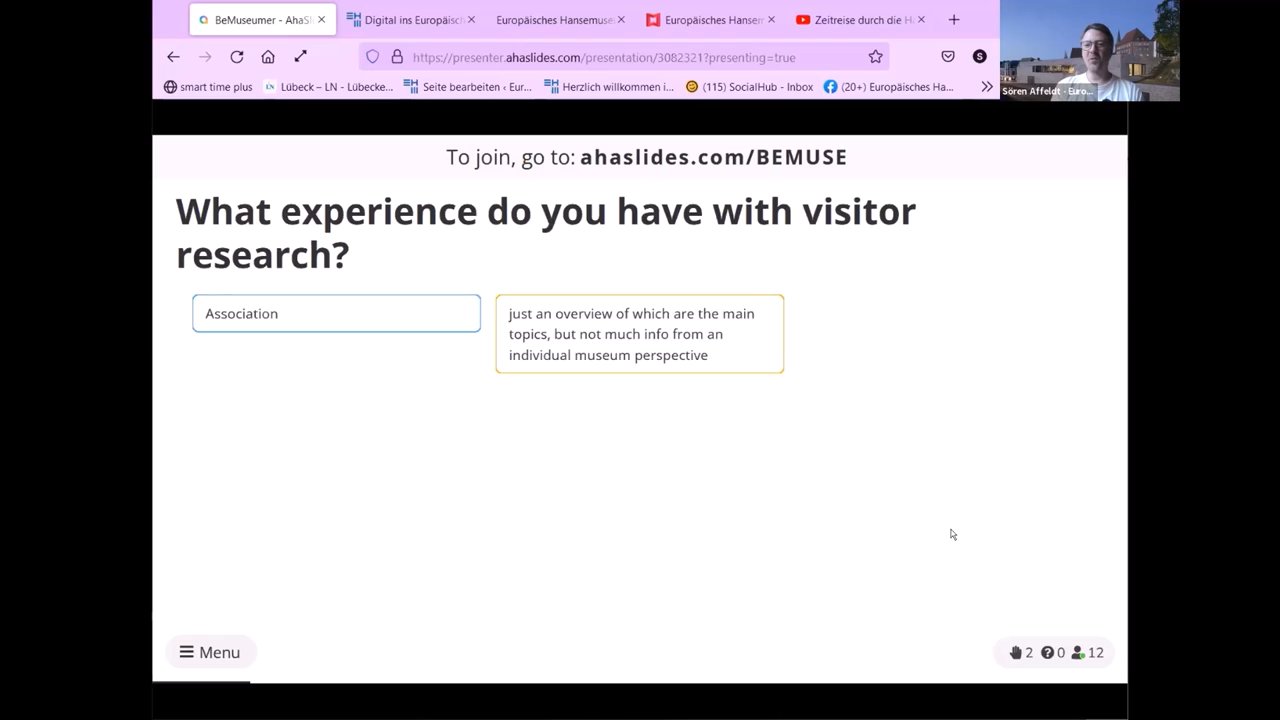 BeMuseumer - AhaSl
Digital ins Europäisc
Europäisches Hansemuse
Europäisches Hansem
Zeitreise durch die H
https://presenter.ahaslides.com/presentation/3082321?presenting=true
S
smart time plus
LN
Lübeck – LN - Lübecke...
Seite bearbeiten ‹ Eur...
Herzlich willkommen i...
(115) SocialHub - Inbox
(20+) Europäisches Ha...
Sören Affeldt - Euro...
To join, go to: ahaslides.com/BEMUSE
What experience do you have with visitor
research?
Association
just an overview of which are the main
topics, but not much info from an
individual museum perspective
Menu
2
0
12